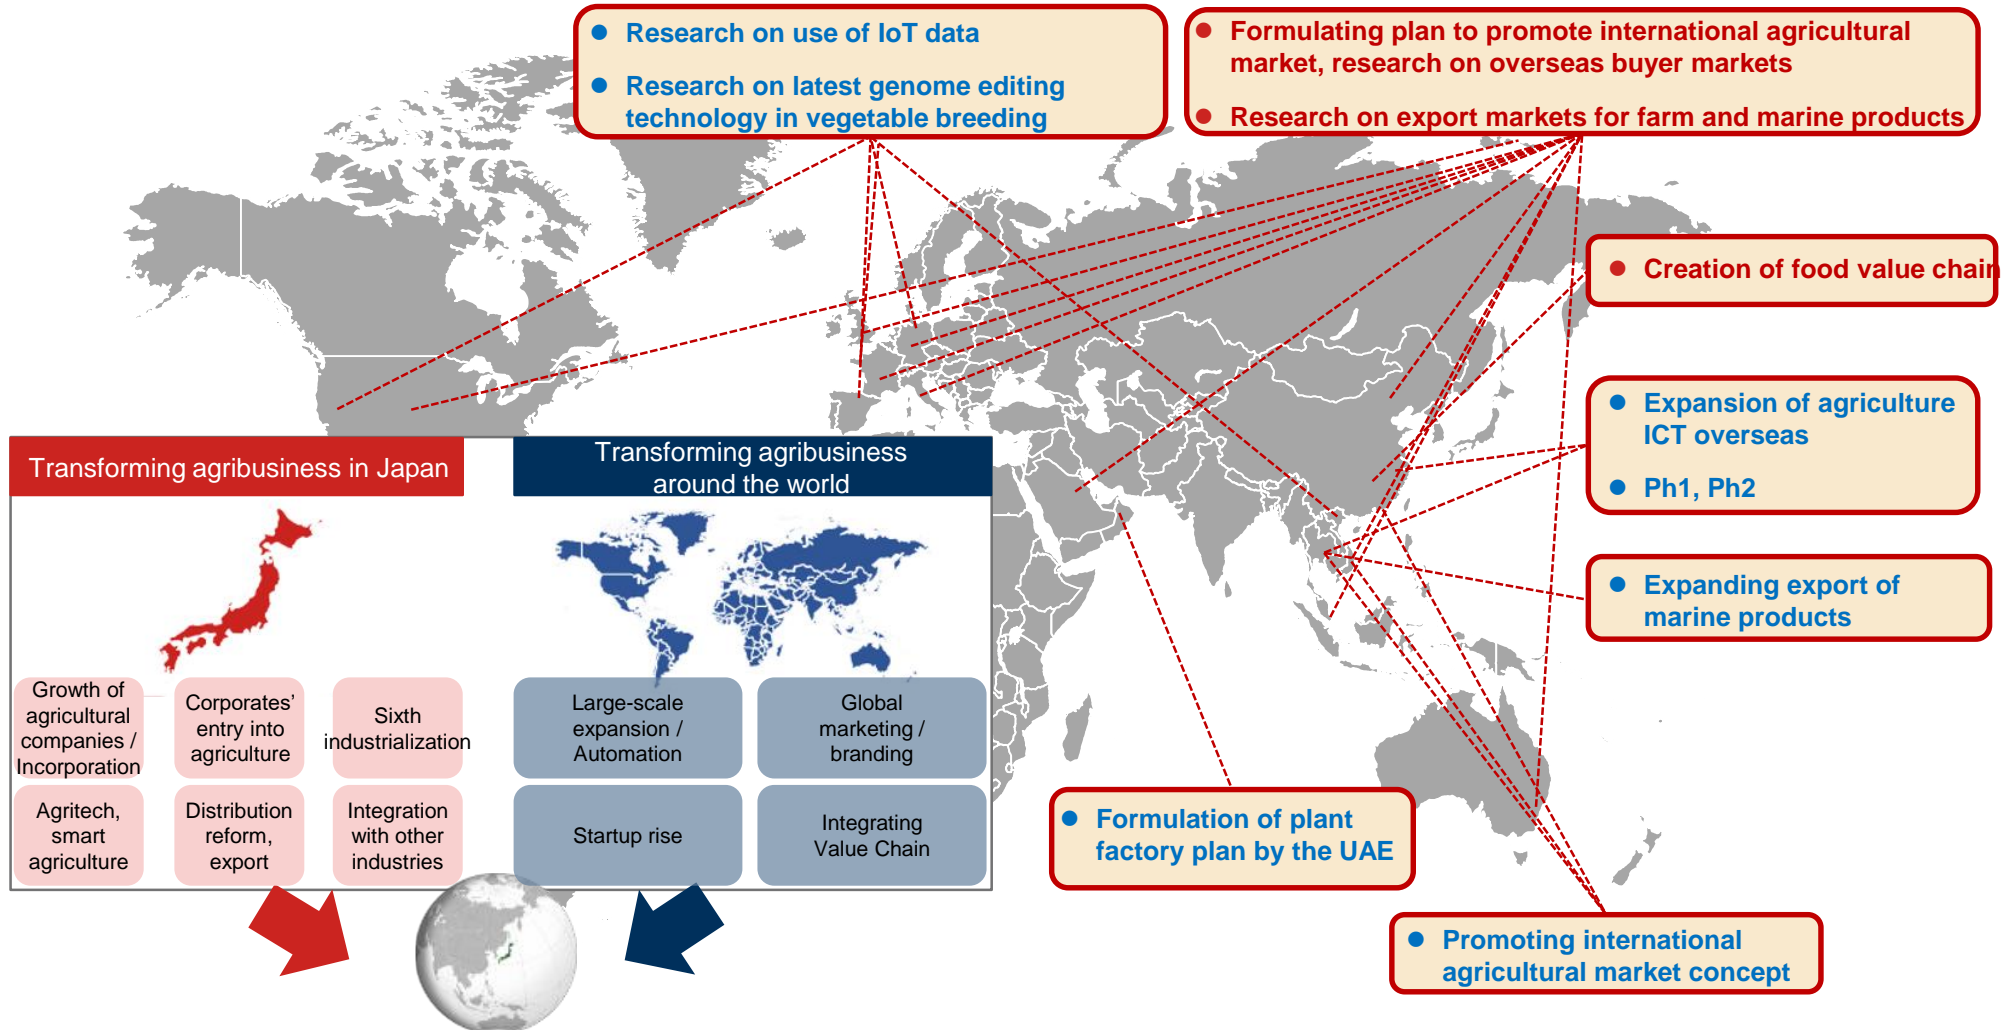 ● Research on use of IoT data
● Research on latest genome editing
technology in vegetable breeding
● Formulating plan to promote international agricultural
market, research on overseas buyer markets
● Research on export markets for farm and marine products
● Creation of food value chain
● Expansion of agriculture
ICT overseas
● Ph1, Ph2
● Expanding export of
marine products
Transforming agribusiness in Japan
Transforming agribusiness
around the world
Growth of
agricultural
companies /
Incorporation
Corporates’
entry into
agriculture
Sixth
industrialization
Large-scale
expansion /
Automation
Global
marketing /
branding
Agritech,
smart
agriculture
Distribution
reform,
export
Integration
with other
industries
Startup rise
Integrating
Value Chain
● Formulation of plant
factory plan by the UAE
● Promoting international
agricultural market concept